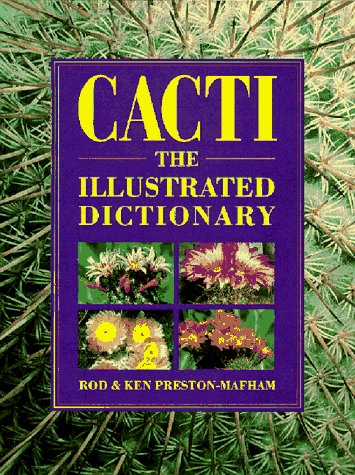 CACTI
THE
ILLUSTRATED
DICTIONARY
ROD & KEN PRESTON-MAFHAM